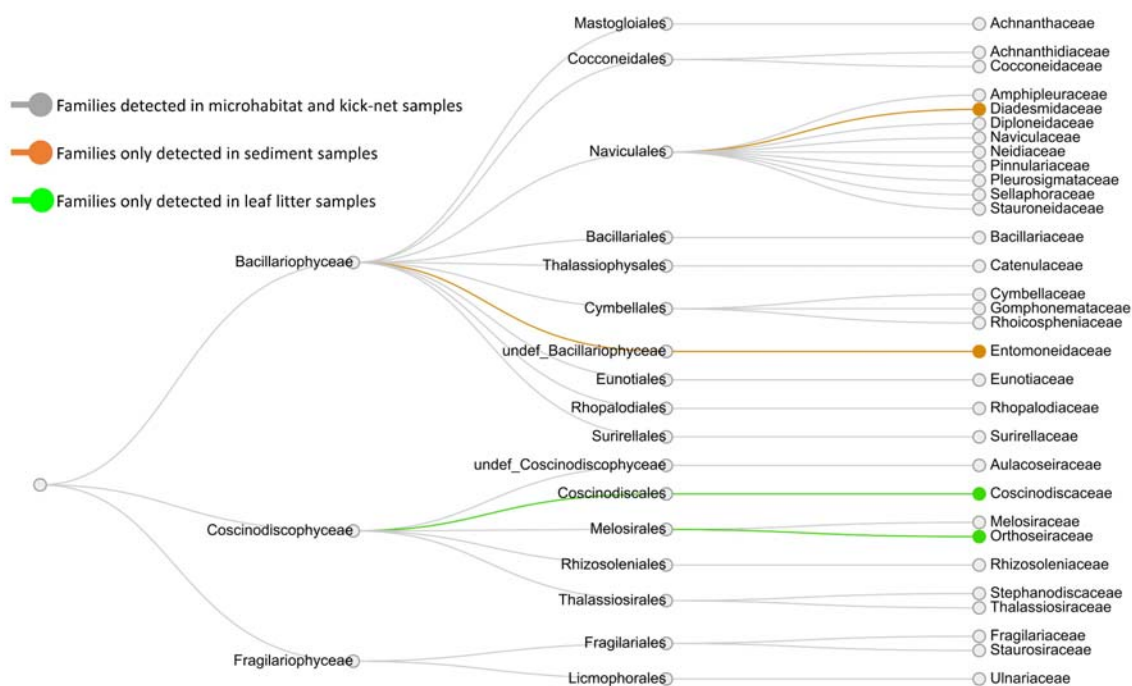 Mastogloiales
Achnanthaceae
Cocconeidales
Achnanthidiaceae
Cocconeidaceae
Families detected in microhabitat and kick-net samples
Families only detected in sediment samples
Families only detected in leaf litter samples
Naviculales
Amphipleuraceae
Diadesmidaceae
Diploneidaceae
Naviculaceae
Neidiaceae
Pinnulariaceae
Pleurosigmataceae
Sellaphoraceae
Stauroneidaceae
Bacillariophyceae
Bacillariales
Bacillariaceae
Thalassiophysales
Catenulaceae
Cymbellales
Cymbellaceae
Gomphonemataceae
Rhoicospheniaceae
undef_Bacillariophyceae
Entomoneidaceae
Eunotiales
Eunotiaceae
Rhopalodiales
Rhopalodiaceae
Surirellales
Surirellaceae
Coscinodiscophyceae
undef_Coscinodiscophyceae
Aulacoseiraceae
Coscinodiscales
Coscinodiscaceae
Melosirales
Melosiraceae
Orthoseiraceae
Rhizosoleniales
Rhizosoleniaceae
Thalassiosirales
Stephanodiscaceae
Thalassiosiraceae
Fragilariophyceae
Fragilariales
Fragilariaceae
Staurosiraceae
Licmophorales
Ulnariaceae